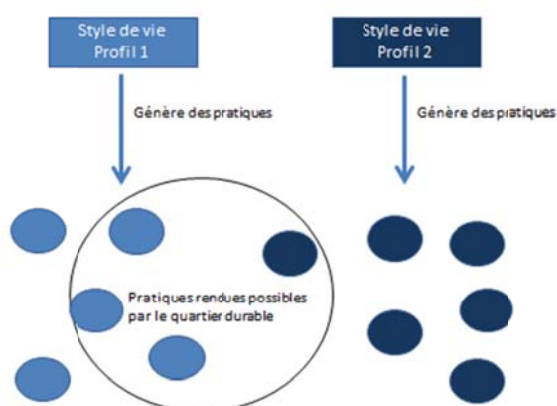 Style de vie
Profil 1
Style de vie
Profil 2
Génère des pratiques
Génère des pratiques
Pratiques rendues possibles
par le quartier durable